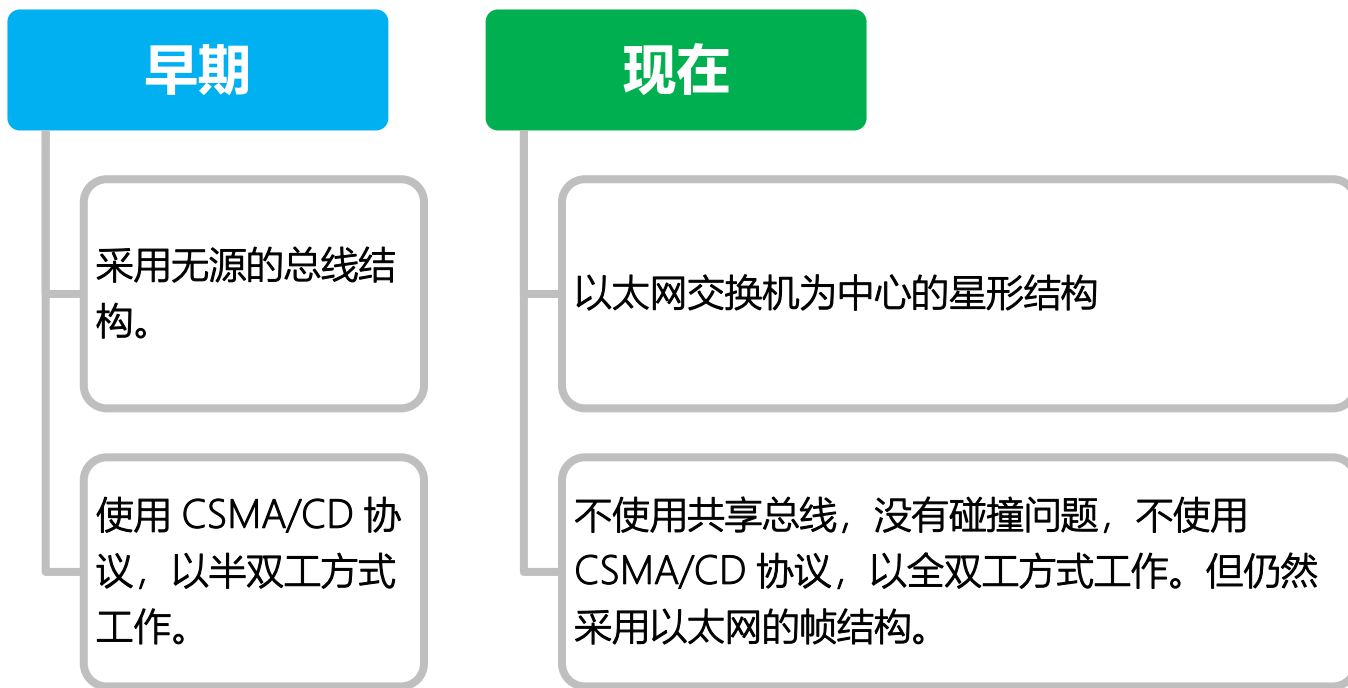 早期
采用无源的总线结
构。
使用 CSMA/CD 协
议，以半双工方式
工作。
现在
以太网交换机为中心的星形结构
不使用共享总线，没有碰撞问题，不使用
CSMA/CD 协议，以全双工方式工作。但仍然
采用以太网的帧结构。